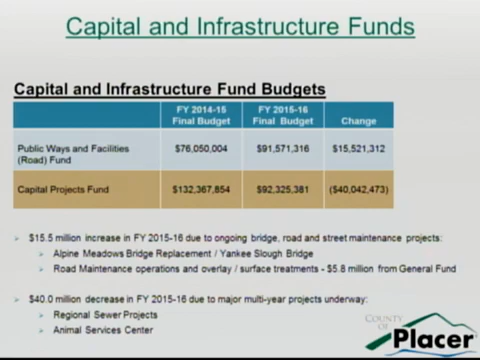 Capital and Infrastructure Funds
Capital and Infrastructure Fund Budgets
FY 2014-15 Final Budget FY 2015-16 Final Budget Change
Public Ways and Facilities (Road) Fund $76,050,004 $91,571,316 $15,521,312
Capital Projects Fund $132,367,854 $92,325,381 ($40,042,473)
$15.5 million increase in FY 2015-16 due to ongoing bridge, road and street maintenance projects:
Alpine Meadows Bridge Replacement / Yankee Slough Bridge
Road Maintenance operations and overlay / surface treatments - $5.8 million from General Fund
$40.0 million decrease in FY 2015-16 due to major multi-year projects underway:
Regional Sewer Projects
Animal Services Center
COUNTY
OF
Placer